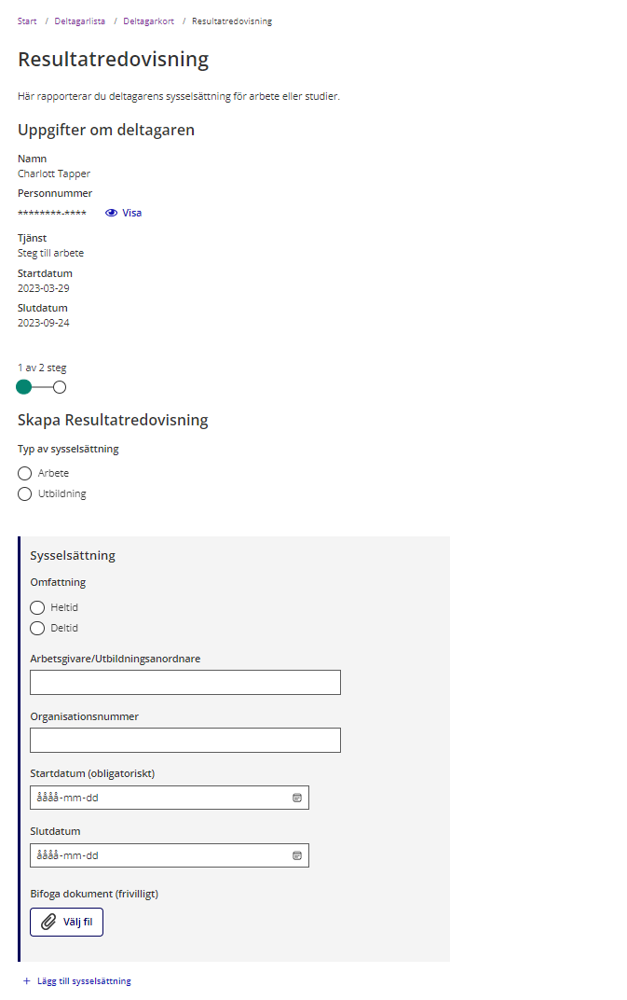 Start / Deltagarlista / Deltagarkort / Resultatredovisning
Resultatredovisning
Här rapporterar du deltagarens sysselsättning för arbete eller studier.
Uppgifter om deltagaren
Namn
Charlott Tapper
Personnummer
********-**** Visa
Tjänst
Steg till arbete
Startdatum
2023-03-29
Slutdatum
2023-09-24
1 av 2 steg
Skapa Resultatredovisning
Typ av sysselsättning
Arbete
Utbildning
Sysselsättning
Omfattning
Heltid
Deltid
Arbetsgivare/Utbildningsanordnare
Organisationsnummer
Startdatum (obligatoriskt)
åååå-mm-dd
Slutdatum
åååå-mm-dd
Bifoga dokument (frivilligt)
Välj fil
+ Lägg till sysselsättning